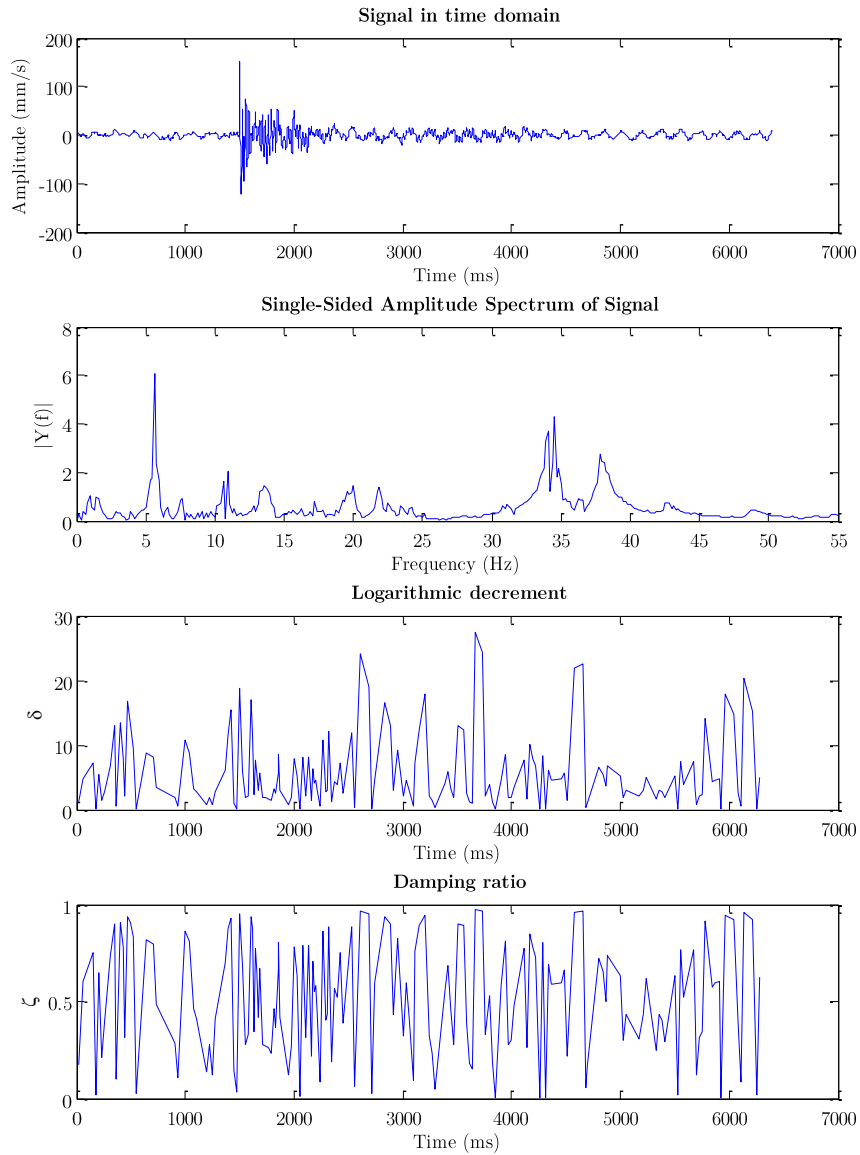 Signal in time domain
200
100
0
-100
-200
Amplitude (mm/s)
0 1000 2000 3000 4000 5000 6000 7000
Time (ms)
Single-Sided Amplitude Spectrum of Signal
8
6
4
2
0
|Y(f)|
0 5 10 15 20 25 30 35 40 45 50 55
Frequency (Hz)
Logarithmic decrement
30
20
10
0
δ
0 1000 2000 3000 4000 5000 6000 7000
Time (ms)
Damping ratio
1
0.5
0
ζ
0 1000 2000 3000 4000 5000 6000 7000
Time (ms)